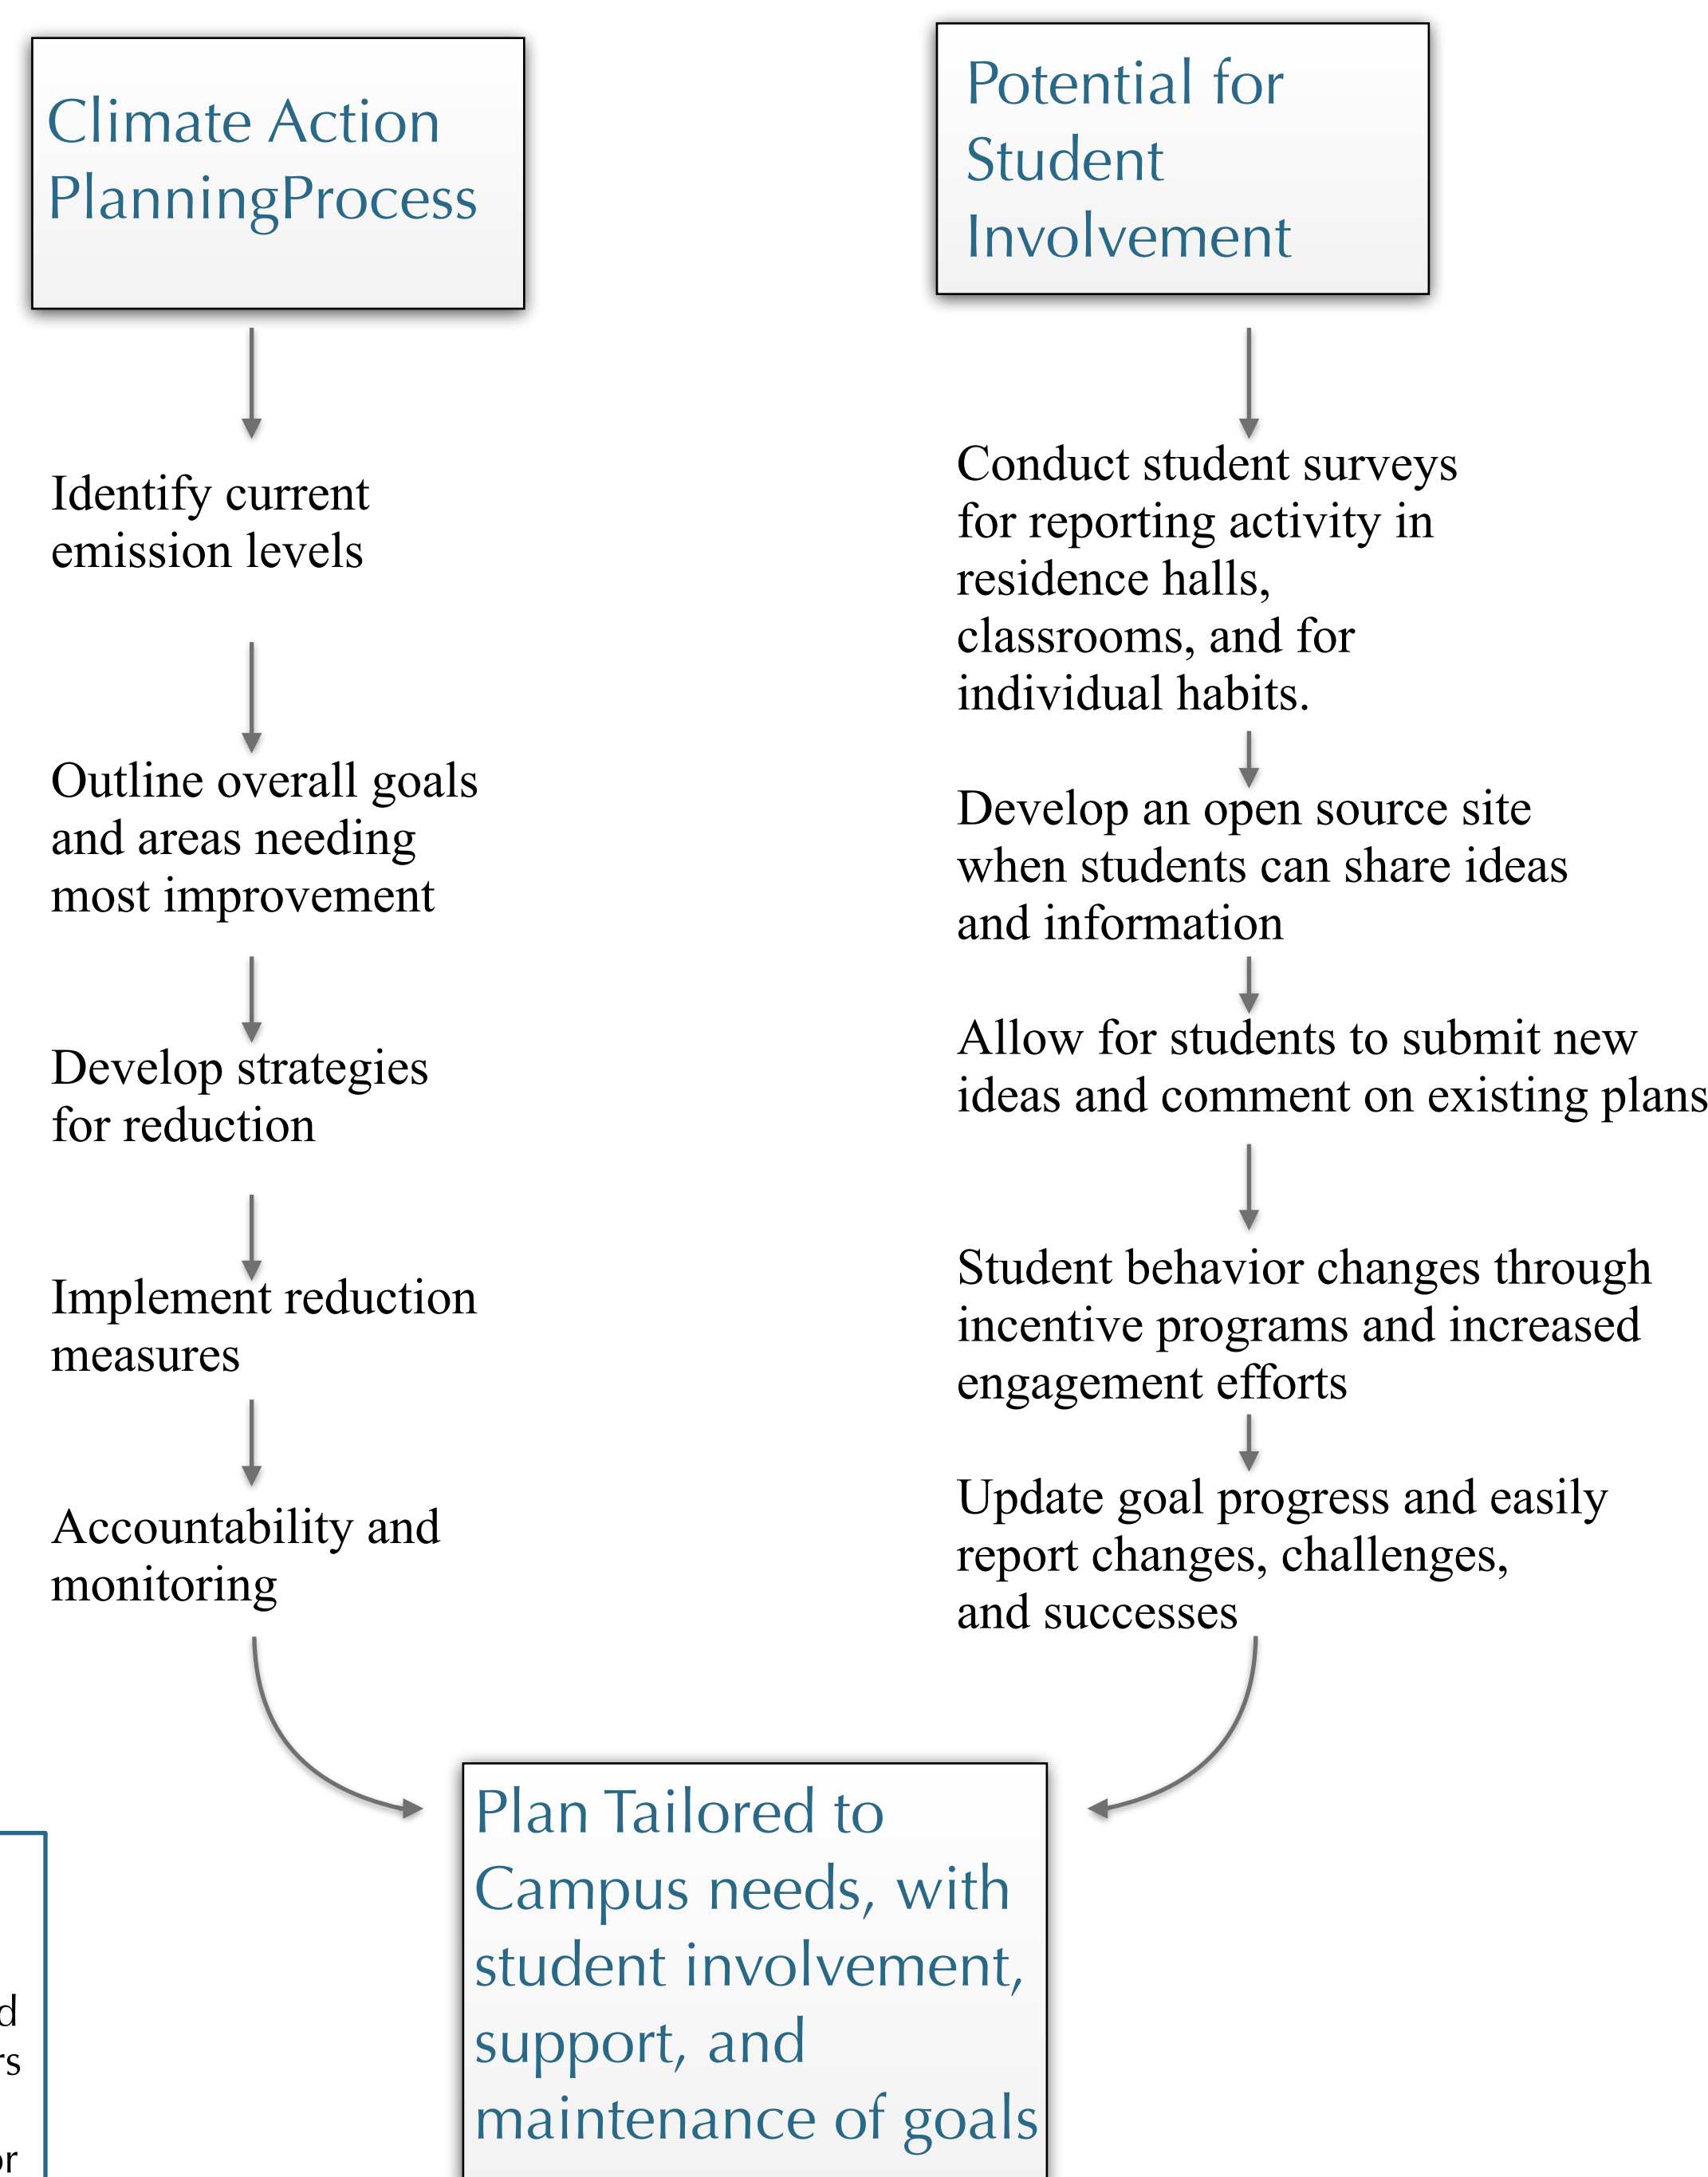 Climate Action
PlanningProcess
Identify current
emission levels
Outline overall goals
and areas needing
most improvement
Develop strategies
for reduction
Implement reduction
measures
Accountability and
monitoring
Potential for
Student
Involvement
Conduct student surveys
for reporting activity in
residence halls,
classrooms, and for
individual habits.
Develop an open source site
when students can share ideas
and information
Allow for students to submit new
ideas and comment on existing plans
Student behavior changes through
incentive programs and increased
engagement efforts
Update goal progress and easily
report changes, challenges,
and successes
Plan Tailored to
Campus needs, with
student involvement,
support, and
maintenance of goals